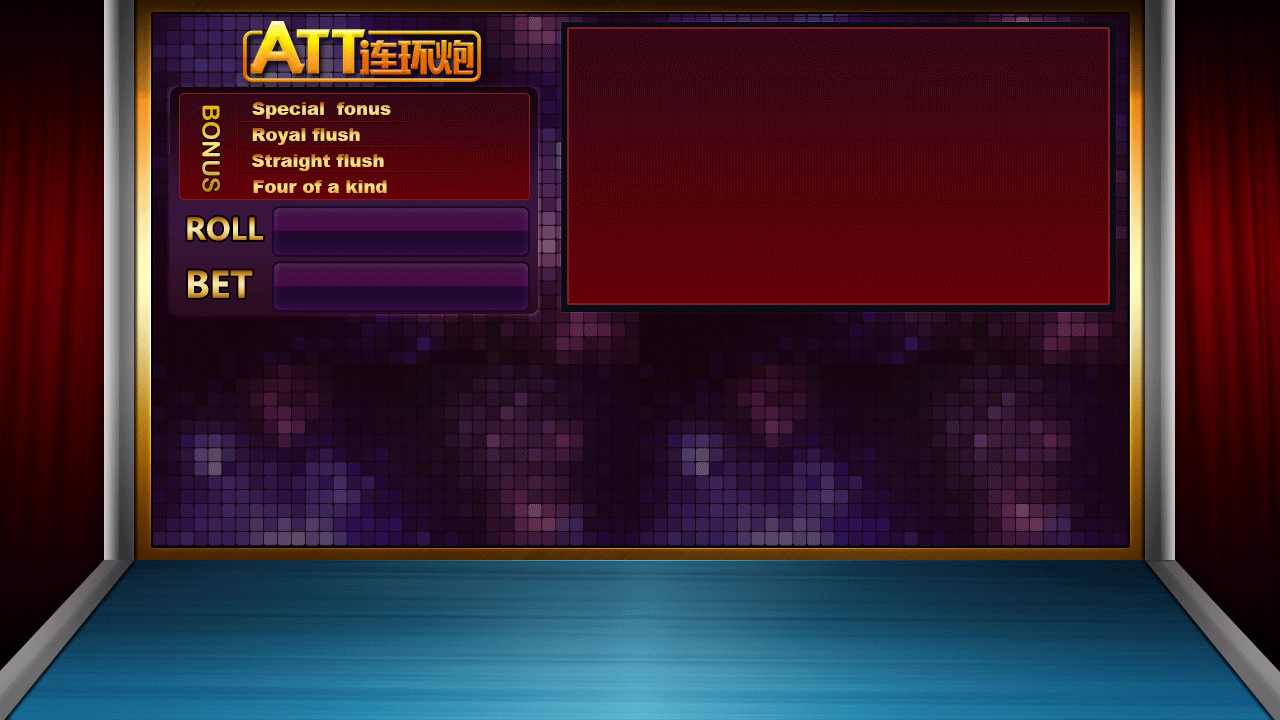 ATT连环炮
BONUS
Special fonus
Royal flush
Straight flush
Four of a kind
ROLL
BET